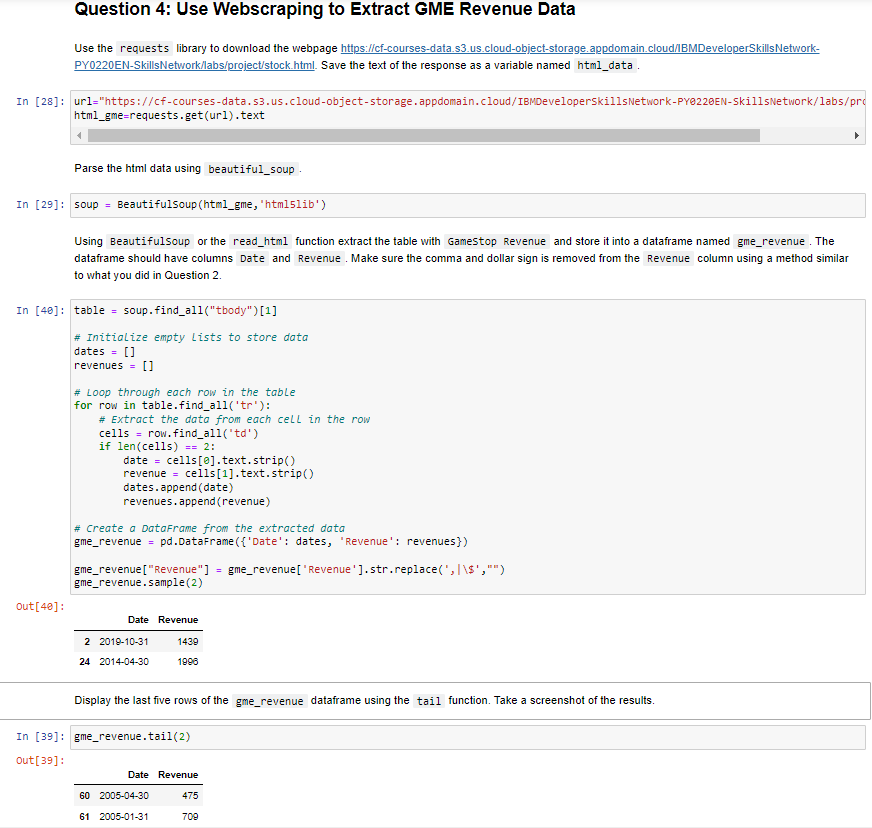 Question 4: Use Webscraping to Extract GME Revenue Data
Use the requests library to download the webpage https://cf-courses-data.s3.us.cloud-object-storage.appdomain.cloud/IBMDeveloperSkillsNetwork-
PY0220EN-SkillsNetwork/labs/project/stock.html. Save the text of the response as a variable named html_data.
In [28]: url="https://cf-courses-data.s3.us.cloud-object-storage.appdomain.cloud/IBMDeveloperSkillsNetwork-PY0220EN-SkillsNetwork/labs/pro
html_gme=requests.get(url).text
Parse the html data using beautiful_soup.
In [29]: soup = BeautifulSoup(html_gme,'html5lib')
Using BeautifulSoup or the read_html function extract the table with GameStop Revenue and store it into a dataframe named gme_revenue. The
dataframe should have columns Date and Revenue. Make sure the comma and dollar sign is removed from the Revenue column using a method similar
to what you did in Question 2.
In [40]: table = soup.find_all("tbody")[1]
# Initialize empty lists to store data
dates = []
revenues = []
# Loop through each row in the table
for row in table.find_all('tr'):
# Extract the data from each cell in the row
cells = row.find_all('td')
if len(cells) == 2:
date = cells[0].text.strip()
revenue = cells[1].text.strip()
dates.append(date)
revenues.append(revenue)
# Create a DataFrame from the extracted data
gme_revenue = pd.DataFrame({'Date': dates, 'Revenue': revenues})
gme_revenue["Revenue"] = gme_revenue['Revenue'].str.replace(',|\$',"")
gme_revenue.sample(2)
Out[40]:
Date Revenue
2 2019-10-31 1439
24 2014-04-30 1996
Display the last five rows of the gme_revenue dataframe using the tail function. Take a screenshot of the results.
In [39]: gme_revenue.tail(2)
Out[39]:
Date Revenue
60 2005-04-30 475
61 2005-01-31 709